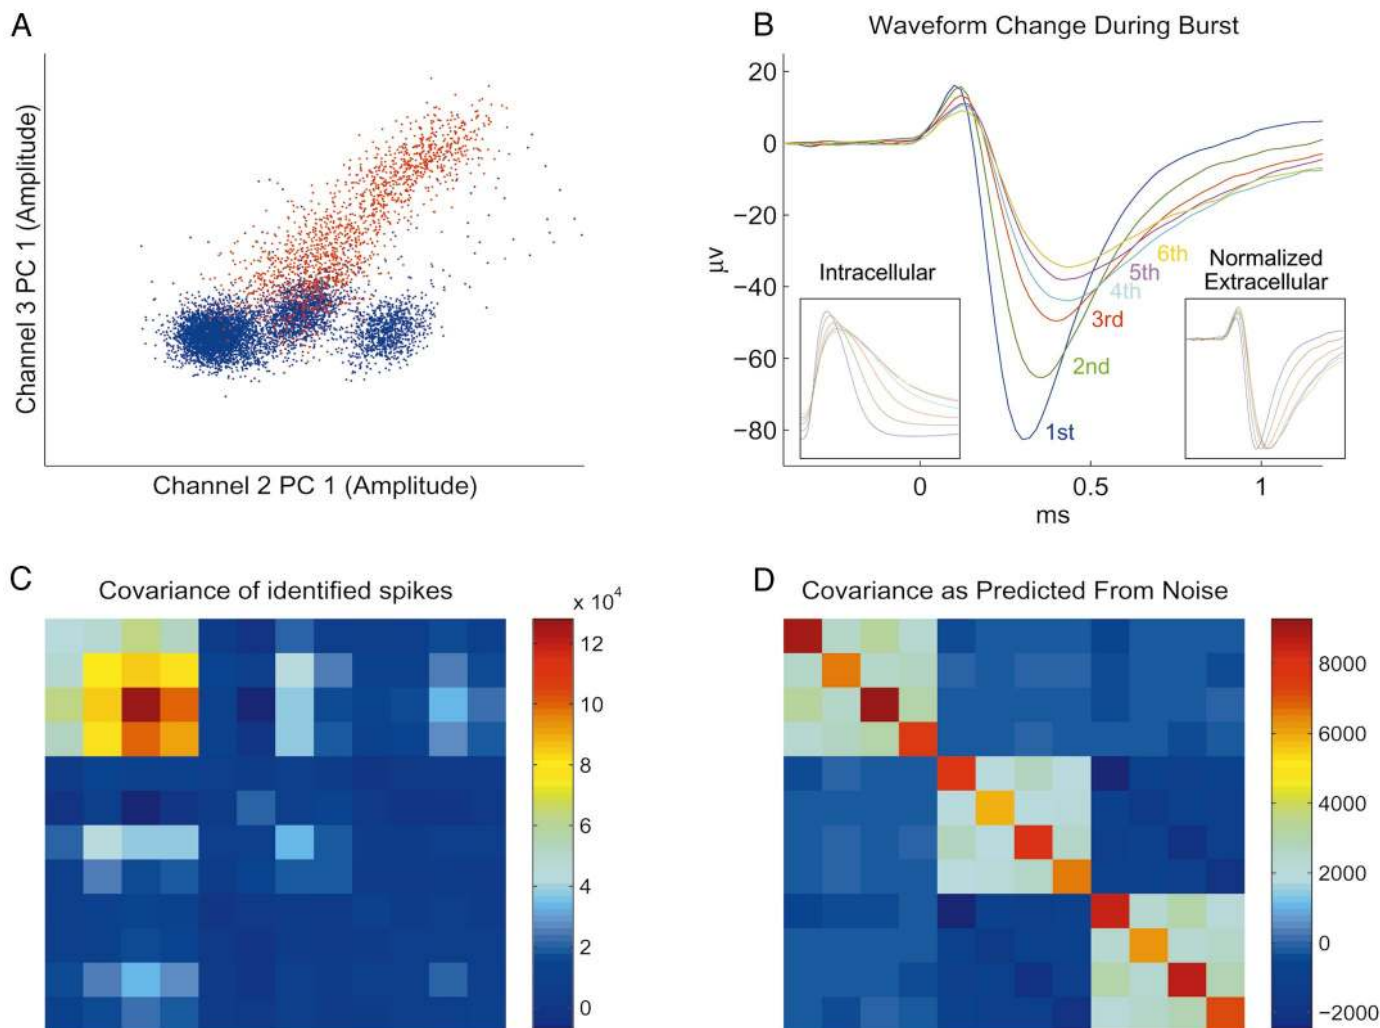 A
Channel 3 PC 1 (Amplitude)
Channel 2 PC 1 (Amplitude)
B
Waveform Change During Burst
20
0
−20
−40
−60
−80
μv
Intracellular
Normalized
Extracellular
6th
5th
4th
3rd
2nd
1st
0
0.5
1
ms
C
Covariance of identified spikes
x 10⁴
12
10
8
6
4
2
0
D
Covariance as Predicted From Noise
8000
6000
4000
2000
0
−2000